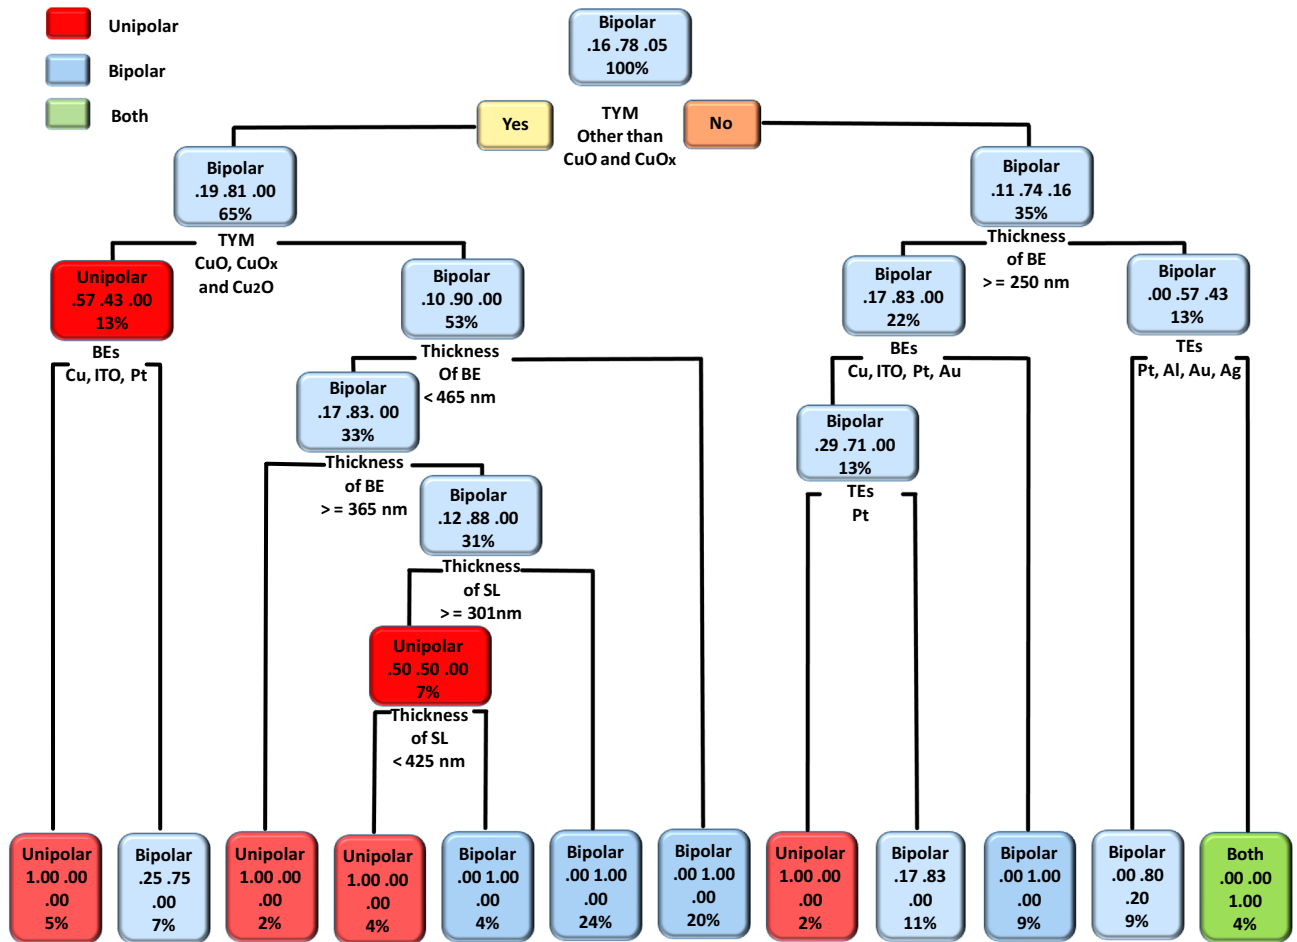 Unipolar
Bipolar
Both
Bipolar
.16 .78 .05
100%
Yes
TYM
Other than
CuO and CuOx
No
Bipolar
.19 .81 .00
65%
Bipolar
.11 .74 .16
35%
TYM
CuO, CuOx
and Cu2O
Thickness
of BE
> = 250 nm
Unipolar
.57 .43 .00
13%
Bipolar
.10 .90 .00
53%
Bipolar
.17 .83 .00
22%
Bipolar
.00 .57 .43
13%
BEs
Cu, ITO, Pt
Thickness
Of BE
< 465 nm
BEs
Cu, ITO, Pt, Au
TEs
Pt, Al, Au, Ag
Bipolar
.17 .83. 00
33%
Bipolar
.29 .71 .00
13%
Thickness
of BE
> = 365 nm
Bipolar
.12 .88 .00
31%
TEs
Pt
Thickness
of SL
> = 301nm
Unipolar
.50 .50 .00
7%
Thickness
of SL
< 425 nm
Unipolar
1.00 .00
.00
5%
Bipolar
.25 .75
.00
7%
Unipolar
1.00 .00
.00
2%
Unipolar
1.00 .00
.00
4%
Bipolar
.00 1.00
.00
4%
Bipolar
.00 1.00
.00
24%
Bipolar
.00 1.00
.00
20%
Unipolar
1.00 .00
.00
2%
Bipolar
.17 .83
.00
11%
Bipolar
.00 1.00
.00
9%
Bipolar
.00 .80
.20
9%
Both
.00 .00
1.00
4%